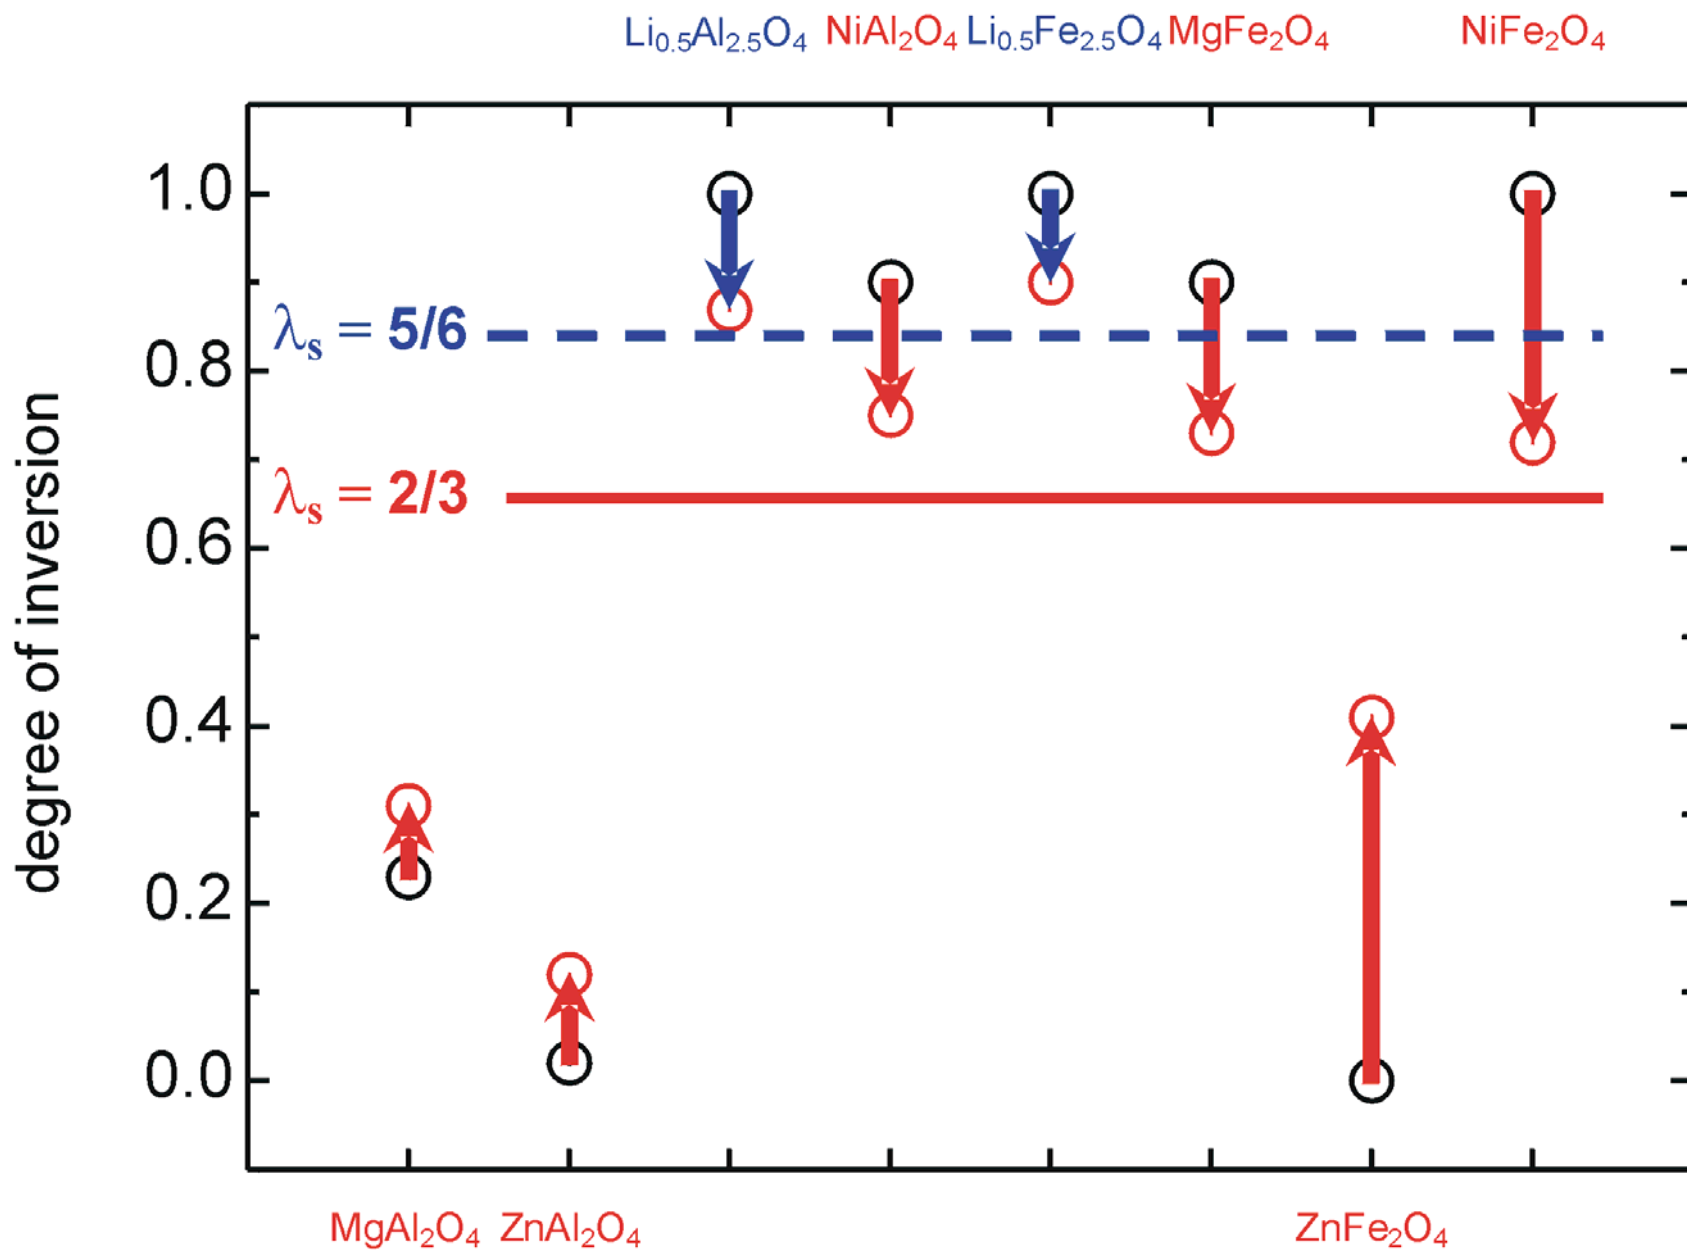 Li₀.₅Al₂.₅O₄ NiAl₂O₄ Li₀.₅Fe₂.₅O₄ MgFe₂O₄ NiFe₂O₄
1.0
λₛ = 5/6
0.8
λₛ = 2/3
0.6
0.4
0.2
0.0
degree of inversion
MgAl₂O₄ ZnAl₂O₄ ZnFe₂O₄